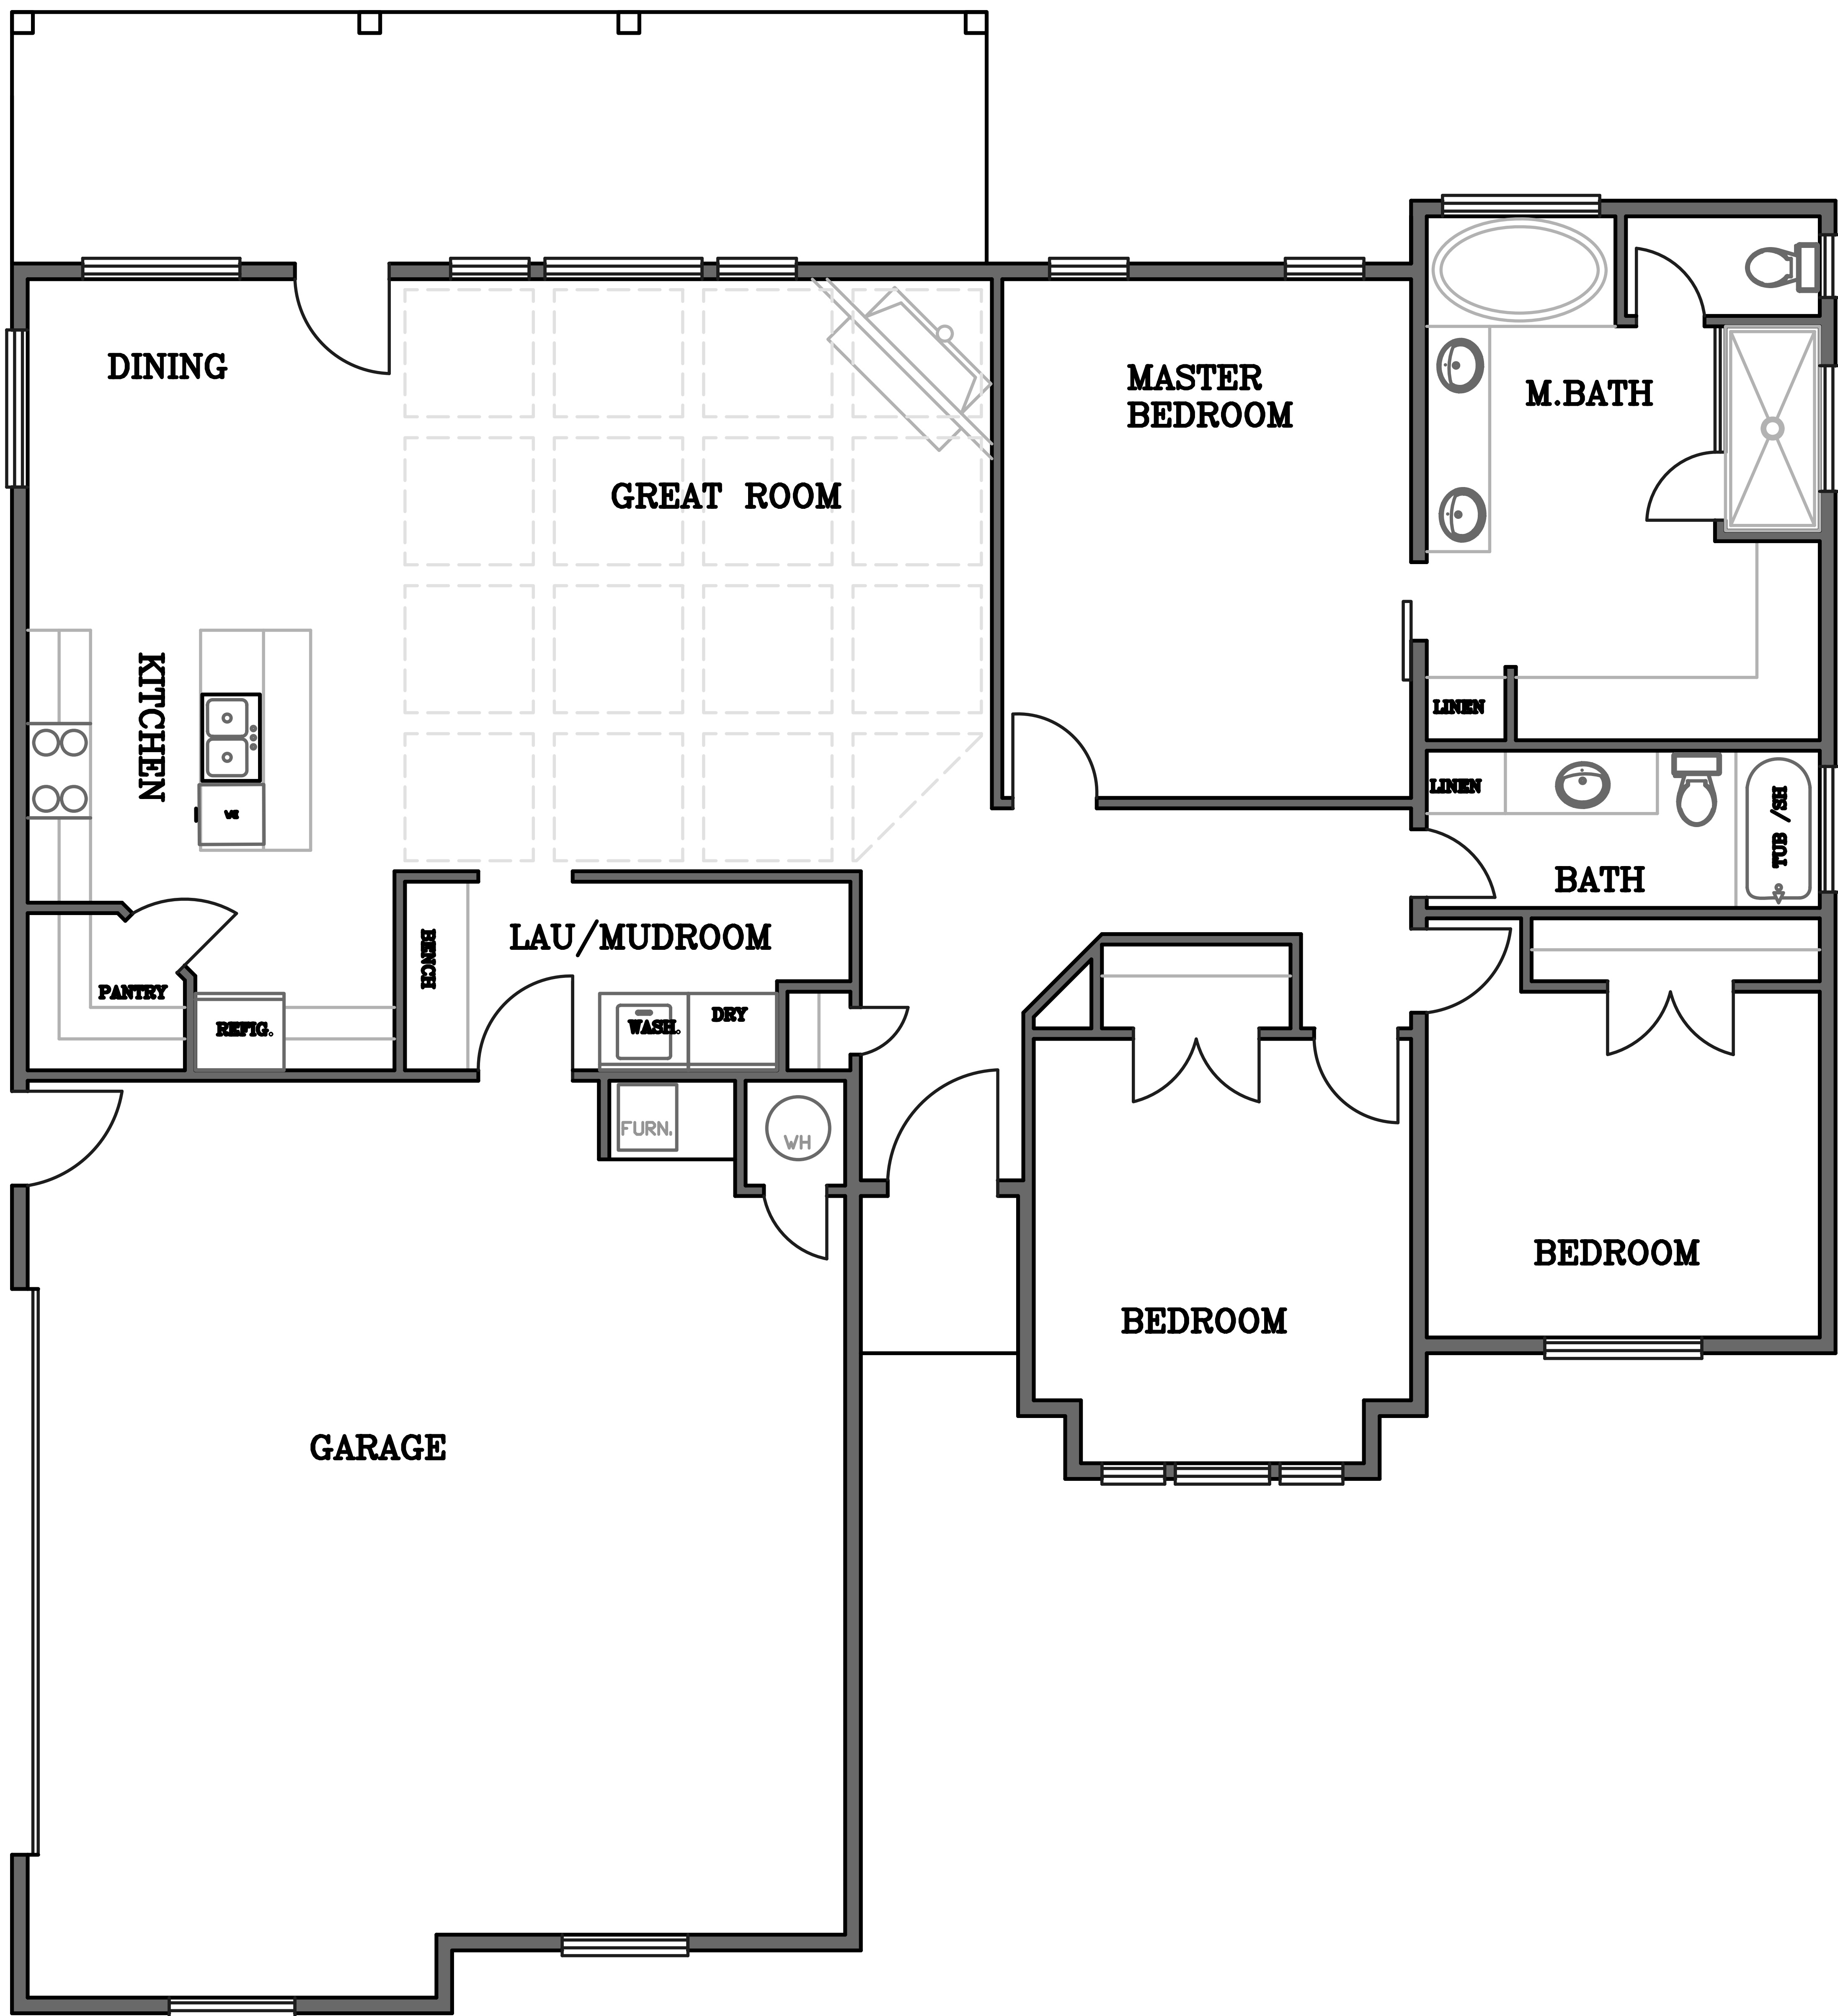 DINING
MASTER
BEDROOM
M.BATH
GREAT ROOM
KITCHEN
LINEN
LINEN
TUB /SH
BATH
LAU/MUDROOM
BENCH
PANTRY
REFIG.
WASH.
DRY
FURN.
WH
BEDROOM
BEDROOM
GARAGE